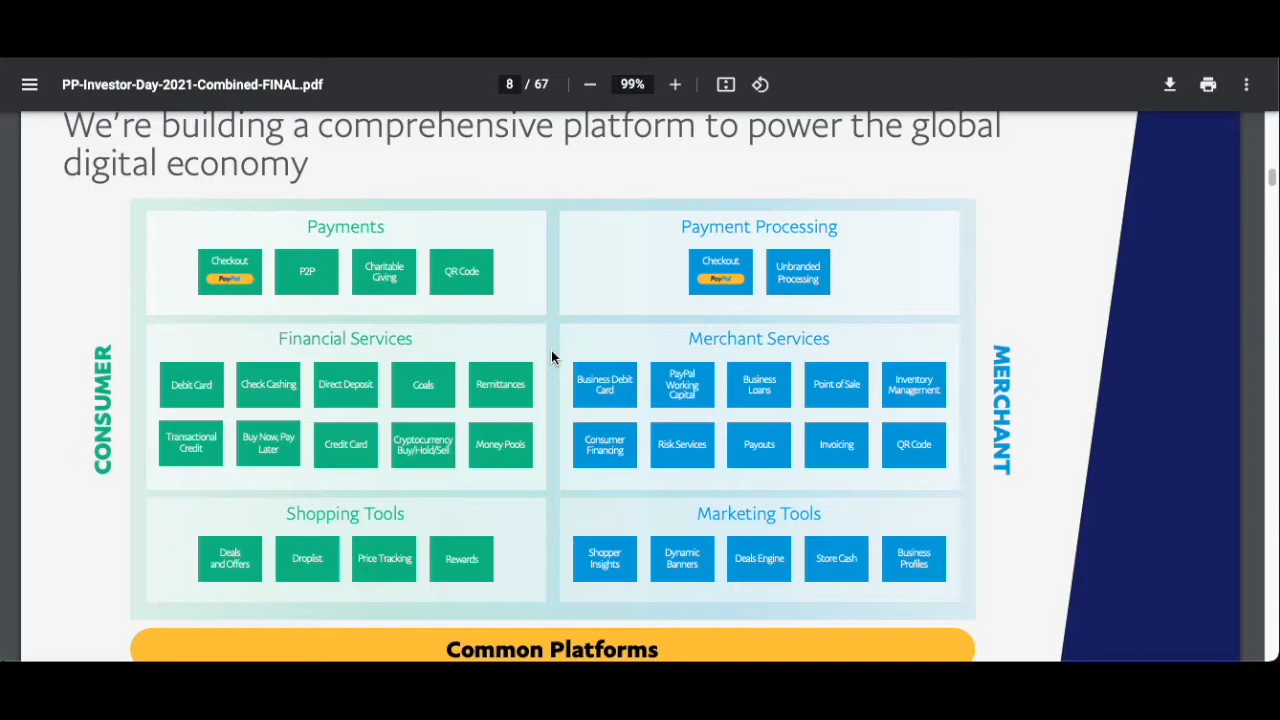 PP-Investor-Day-2021-Combined-FINAL.pdf
8 / 67
99%
We're building a comprehensive platform to power the global
digital economy
CONSUMER
Payments
Checkout
PayPal
P2P
Charitable
Giving
QR Code
Financial Services
Debit Card
Check Cashing
Direct Deposit
Goals
Remittances
Transactional
Credit
Buy Now, Pay
Later
Credit Card
Cryptocurrency
Buy/Hold/Sell
Money Pools
Shopping Tools
Deals
and Offers
Droplist
Price Tracking
Rewards
Payment Processing
Checkout
PayPal
Unbranded
Processing
Merchant Services
Business Debit
Card
PayPal
Working
Capital
Business
Loans
Point of Sale
Inventory
Management
Consumer
Financing
Risk Services
Payouts
Invoicing
QR Code
Marketing Tools
Shopper
Insights
Dynamic
Banners
Deals Engine
Store Cash
Business
Profiles
MERCHANT
Common Platforms